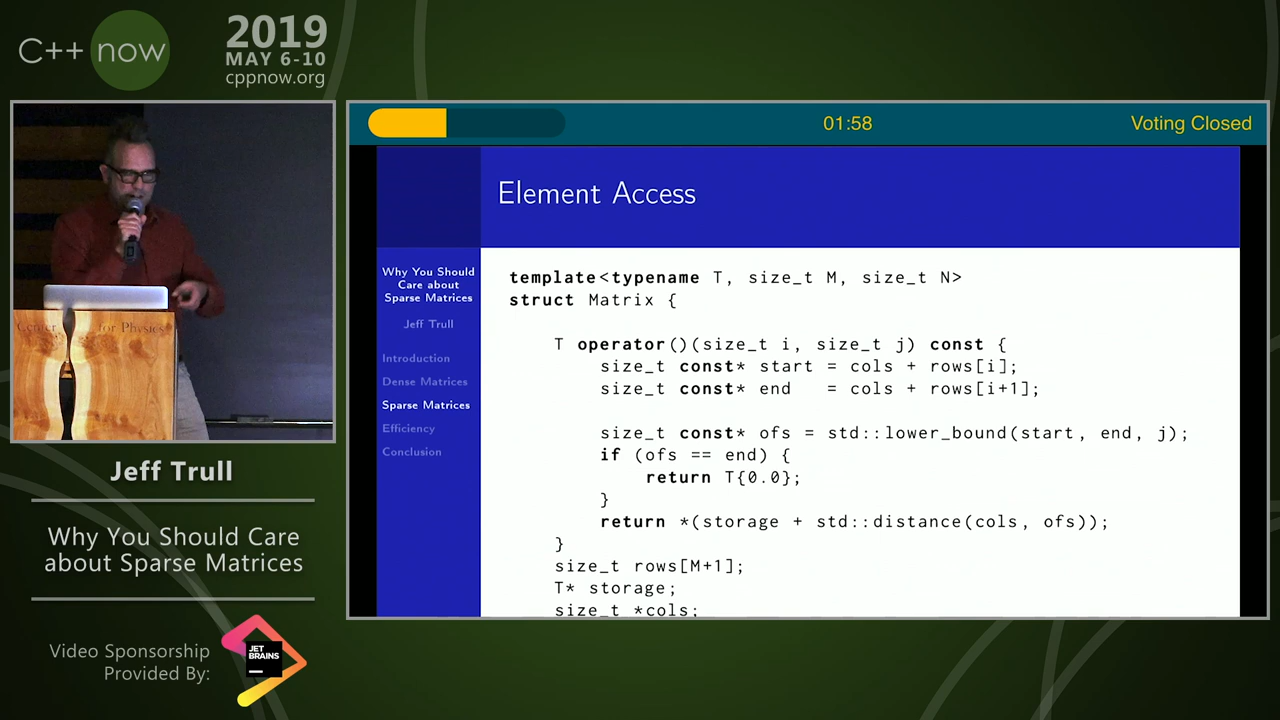 C++ now
2019
MAY 6-10
cppnow.org
Center for Physics
Jeff Trull
Why You Should Care
about Sparse Matrices
Video Sponsorship
Provided By:
JET
BRAINS
01:58
Voting Closed
Element Access
Why You Should
Care about
Sparse Matrices
Jeff Trull
Introduction
Dense Matrices
Sparse Matrices
Efficiency
Conclusion
template<typename T, size_t M, size_t N>
struct Matrix {
T operator()(size_t i, size_t j) const {
size_t const* start = cols + rows[i];
size_t const* end = cols + rows[i+1];
size_t const* ofs = std::lower_bound(start, end, j);
if (ofs == end) {
return T{0.0};
}
return *(storage + std::distance(cols, ofs));
}
size_t rows[M+1];
T* storage;
size_t *cols;